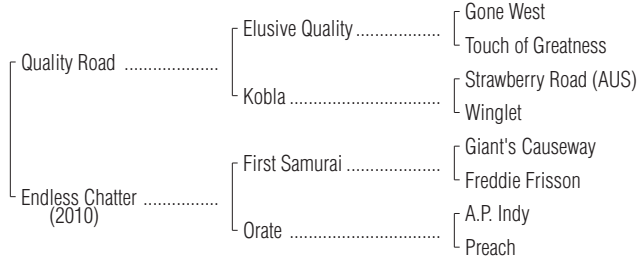 Gone West
Elusive Quality ..................
Touch of Greatness
Quality Road ....................
Strawberry Road (AUS)
Kobla ................................
Winglet
Giant's Causeway
First Samurai ....................
Freddie Frisson
Endless Chatter ................
(2010)
A.P. Indy
Orate ................................
Preach